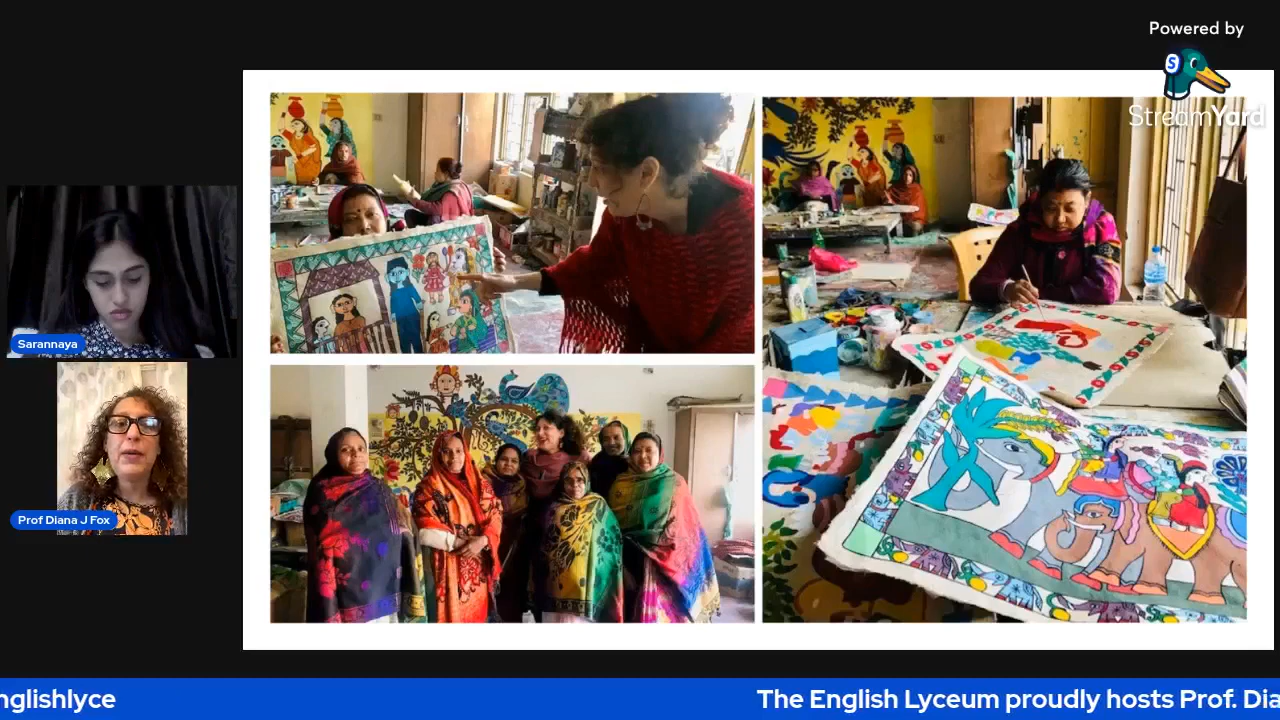 Powered by
S
StreamYard
Sarannaya
Prof Diana J Fox
nglishlyce
The English Lyceum proudly hosts Prof. Dia